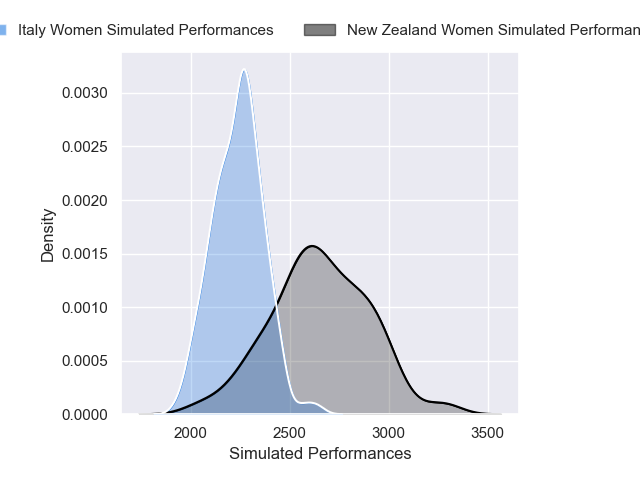 Italy Women Simulated Performances
New Zealand Women Simulated Performan
0.0030
0.0025
0.0020
0.0015
0.0010
0.0005
0.0000
Density
2000 2500 3000 3500
Simulated Performances